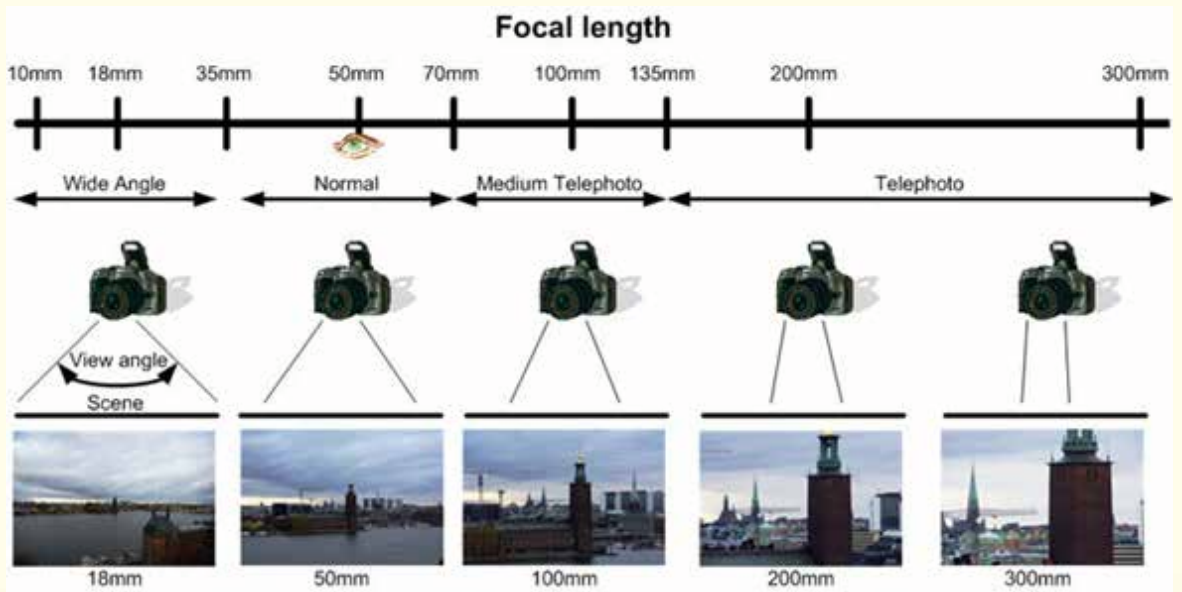 Focal length
10mm 18mm 35mm 50mm 70mm 100mm 135mm 200mm 300mm
Wide Angle Normal Medium Telephoto Telephoto
View angle
Scene
18mm 50mm 100mm 200mm 300mm